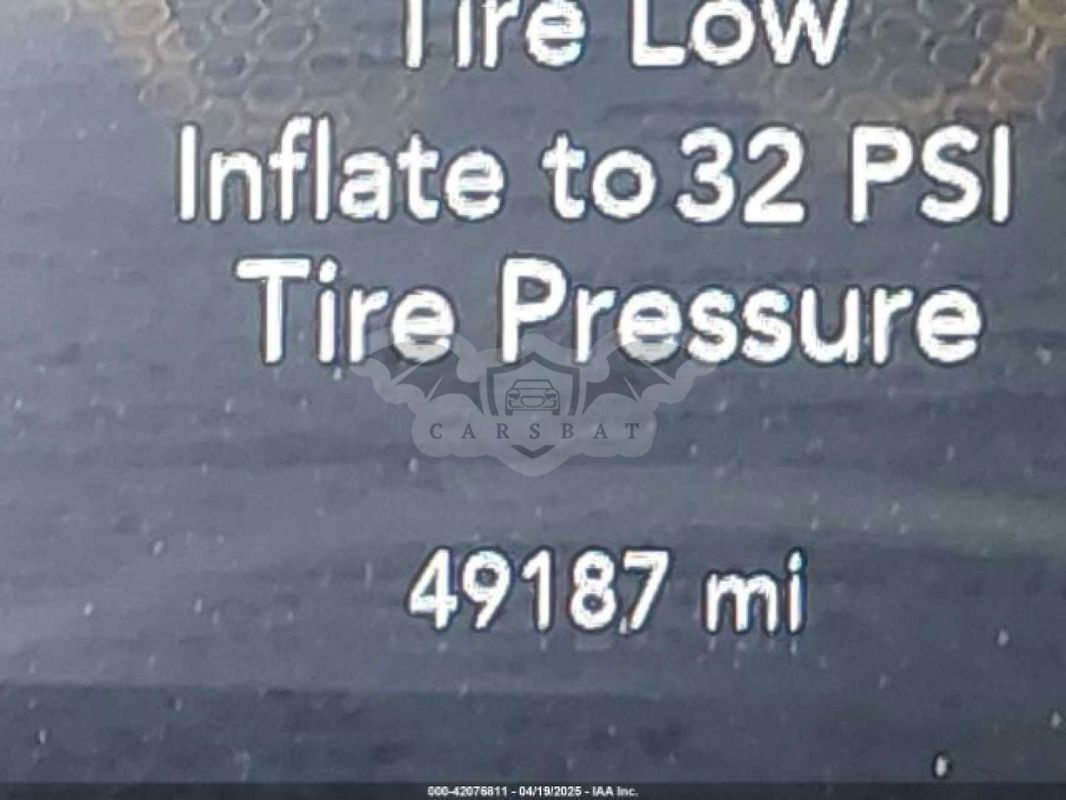 Tire Low
Inflate to 32 PSI
Tire Pressure
CARSBAT
49187 mi
000-42076811 - 04/19/2025 - IAA Inc.